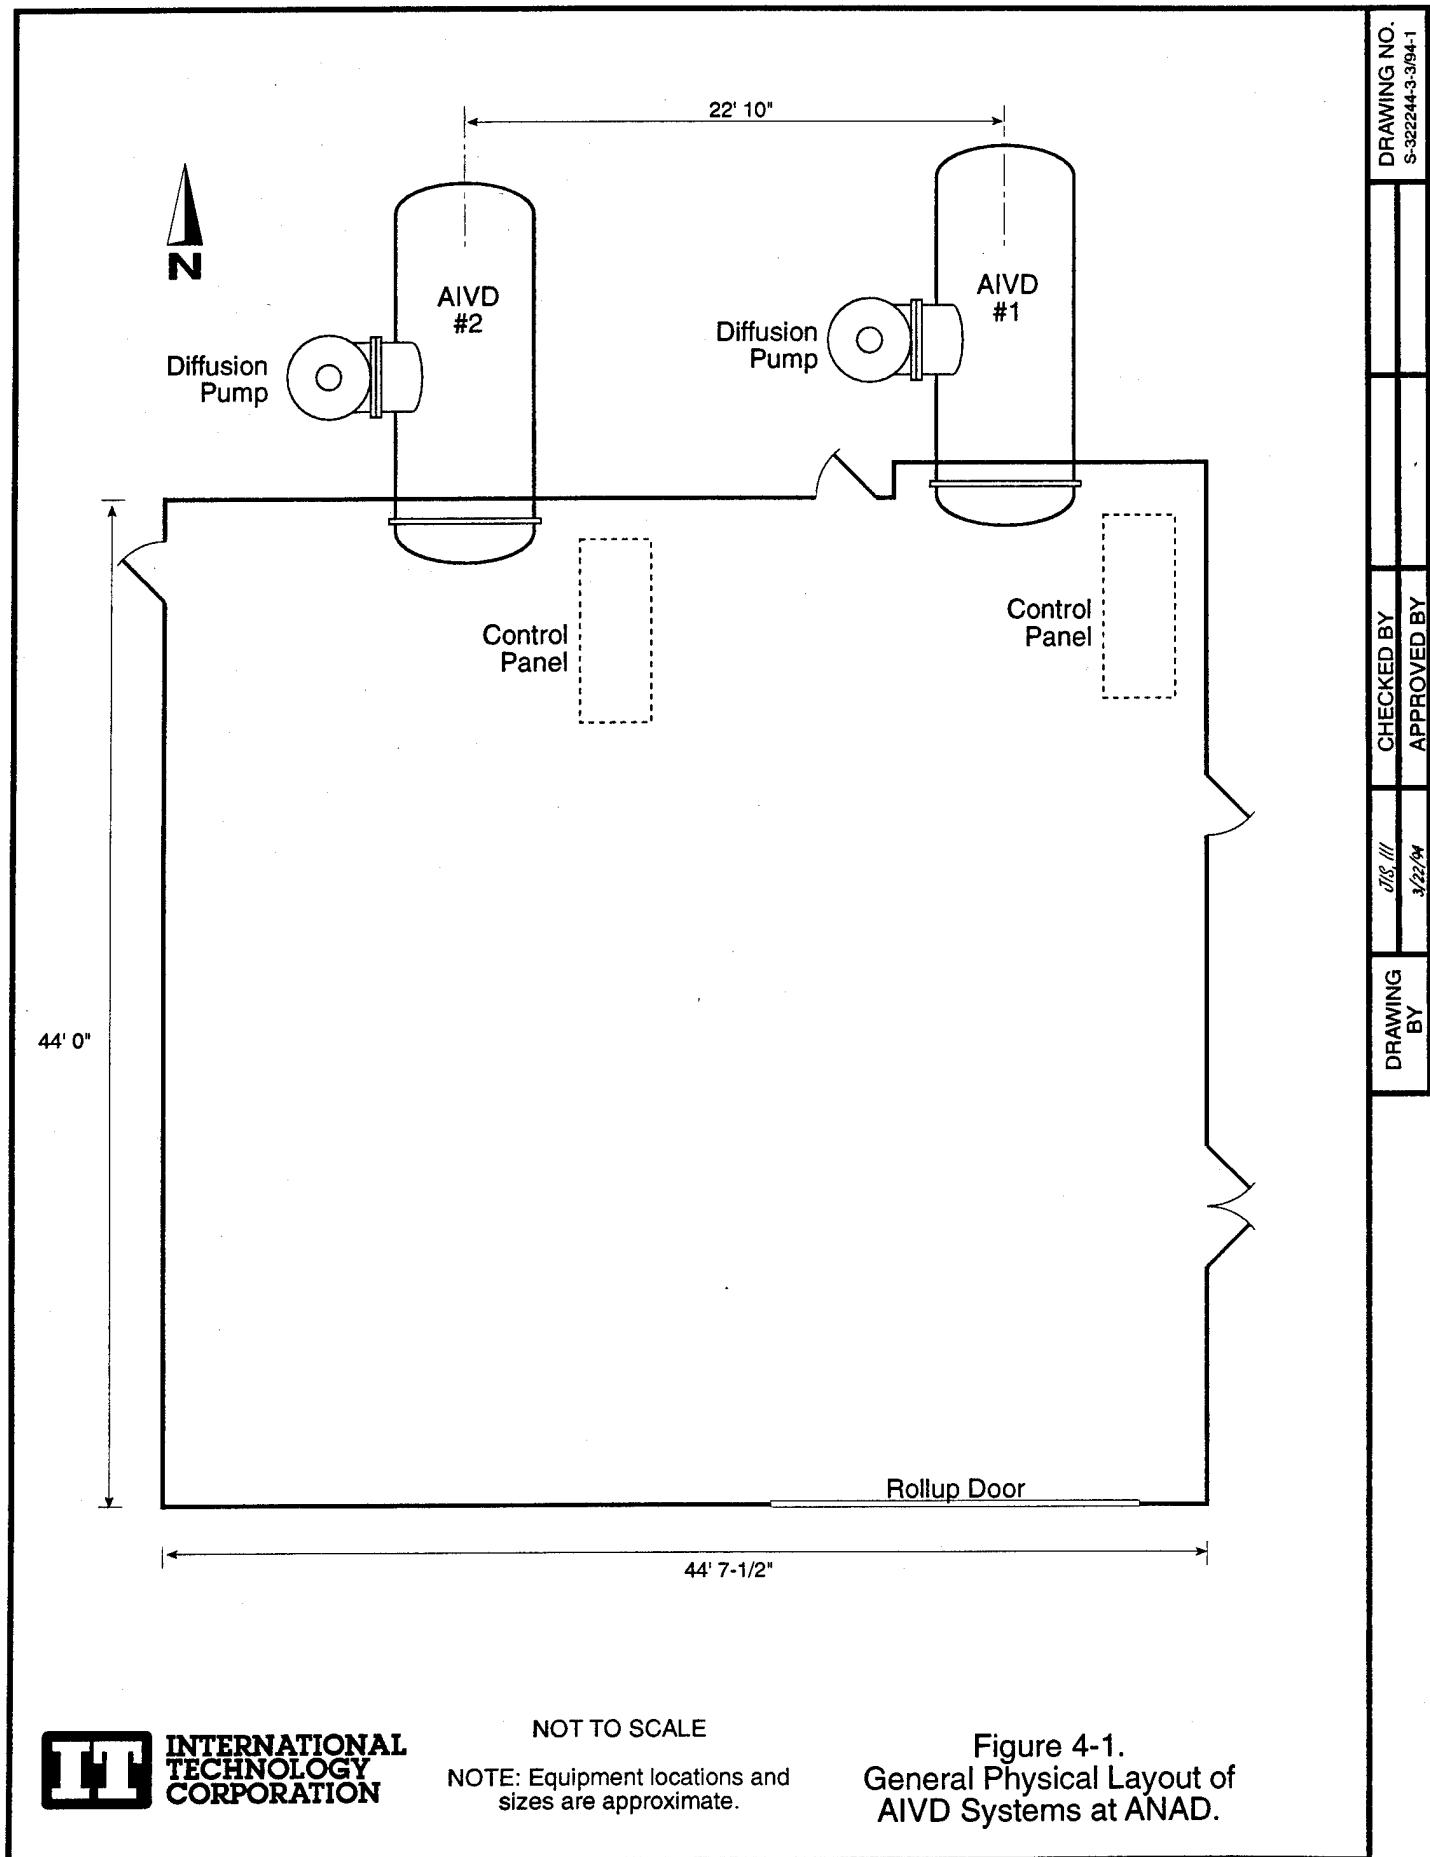 22' 10"
N
AIVD
#2
AIVD
#1
Diffusion
Pump
Diffusion
Pump
Control
Panel
Control
Panel
44' 0"
Rollup Door
44' 7-1/2"
IT
INTERNATIONAL
TECHNOLOGY
CORPORATION
NOT TO SCALE
NOTE: Equipment locations and
sizes are approximate.
Figure 4-1.
General Physical Layout of
AIVD Systems at ANAD.
DRAWING NO.
S-322244-3-3/94-1
CHECKED BY
APPROVED BY
3/22/94
DRAWING
BY